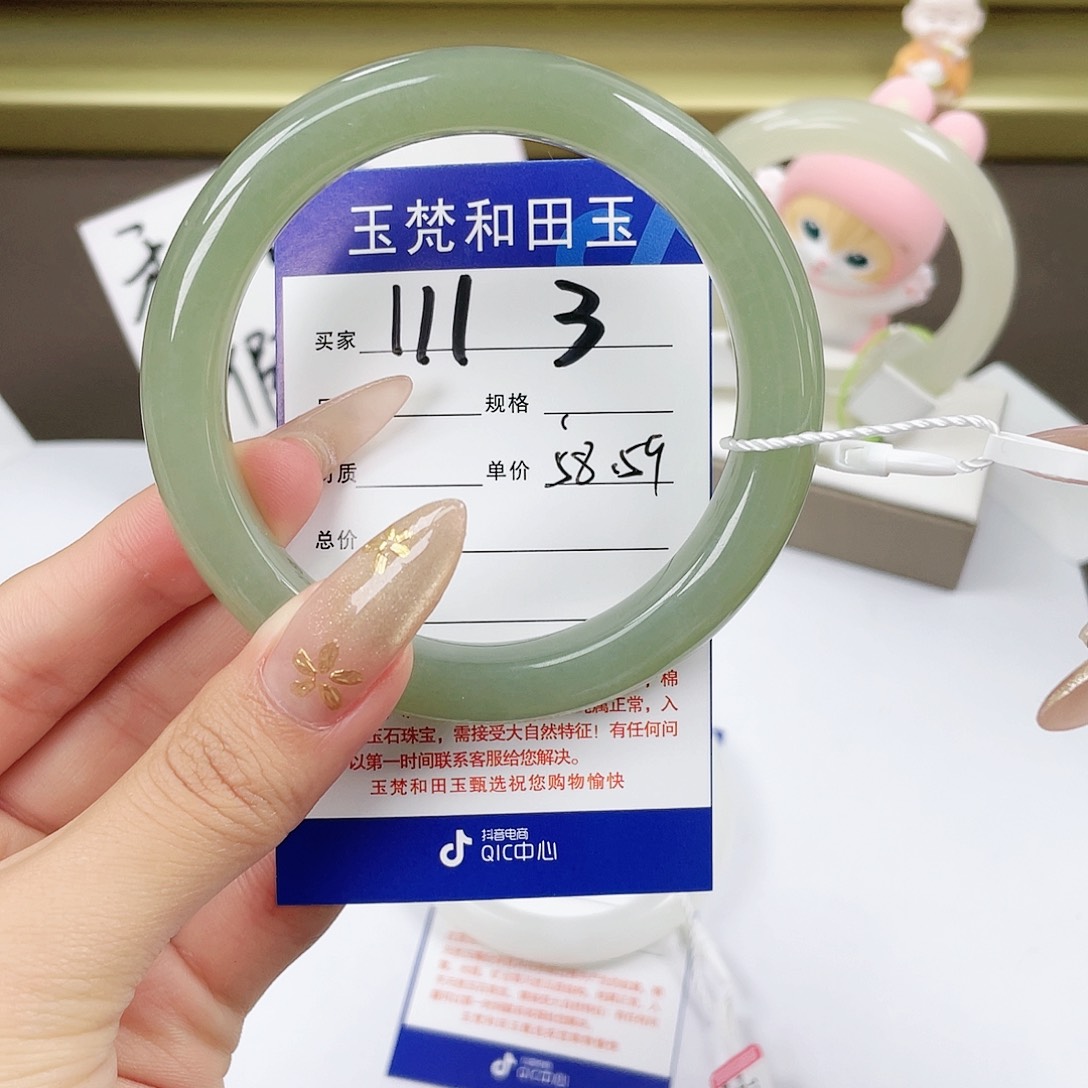 玉梵和田玉
买家 111 3
规格
质 单价 58.59
总价
，棉
属正常，入
玉石珠宝，需接受大自然特征！有任何问
以第一时间联系客服给您解决。
玉梵和田玉甄选祝您购物愉快
抖音电商
QIC中心